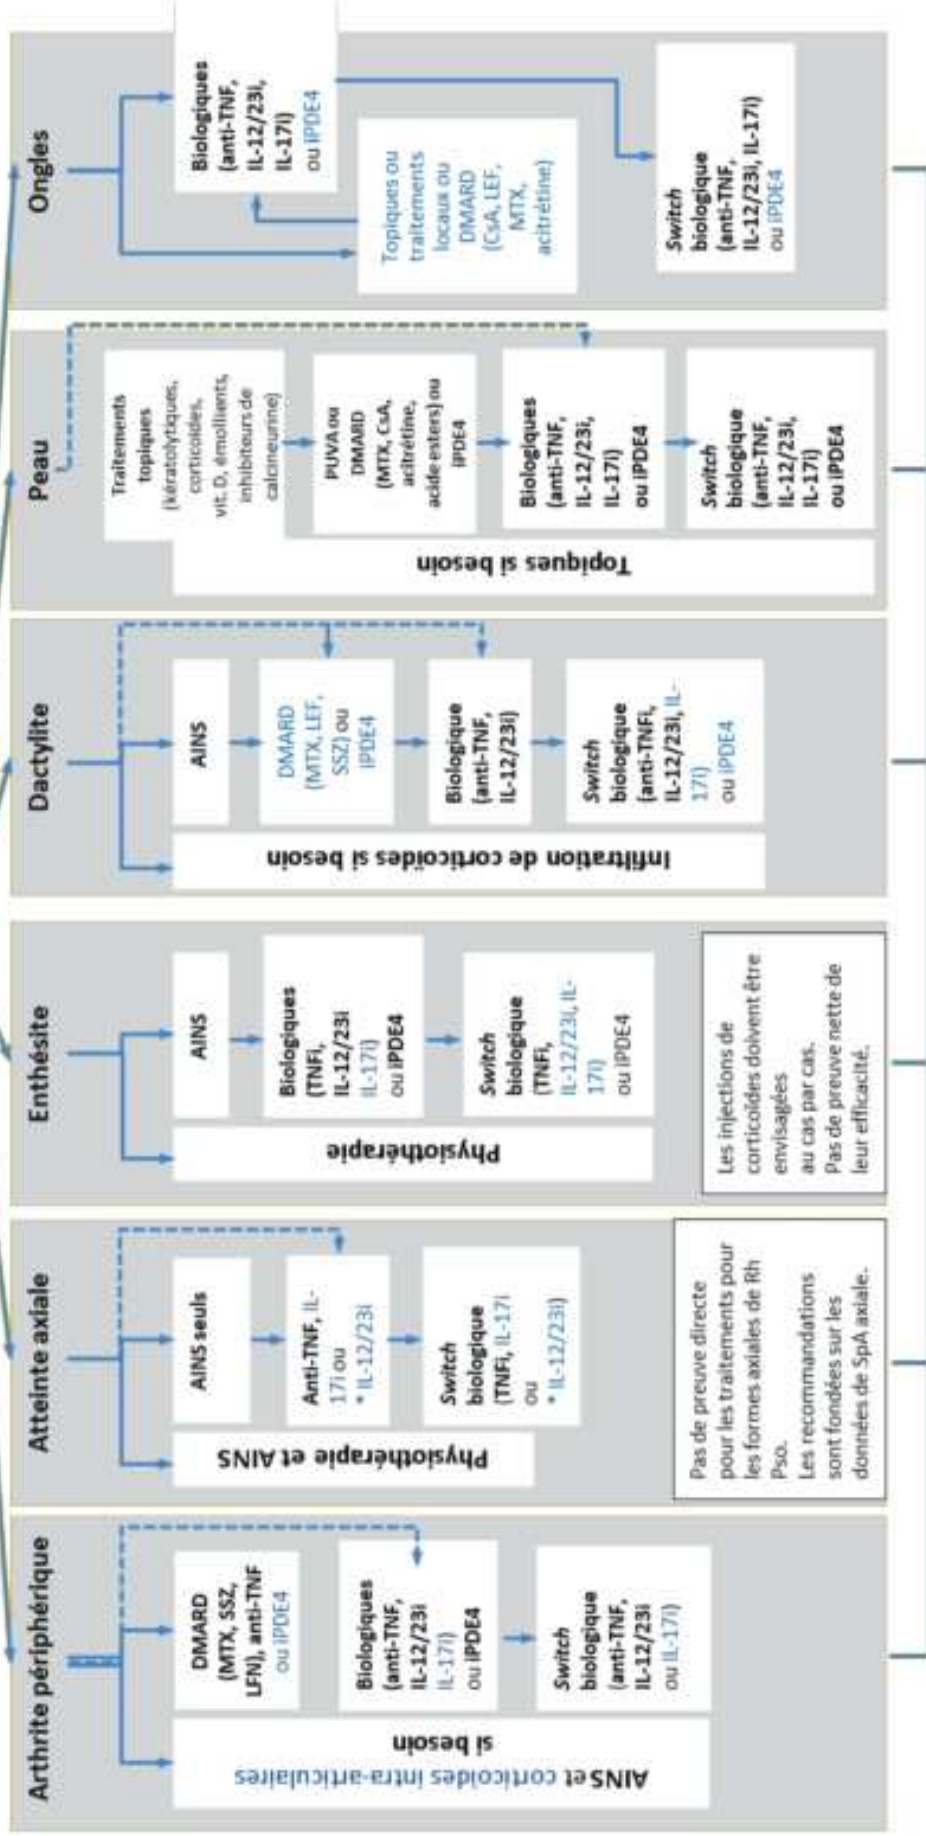 Arthrite périphérique
DMARD
(MTX, SSZ,
LFN), anti-TNF
ou iPDE4
Biologiques
(anti-TNF,
IL-12/23i
IL-17i)
ou iPDE4
Switch
biologique
(anti-TNF,
IL-12/23i
ou IL-17i)
AINS et corticoides intra-articulaires
si besoin
Atteinte axiale
AINS seuls
Anti-TNF, IL-
17i ou
* IL-12/23i
Switch
biologique
(TNFi, IL-17i
ou
* IL-12/23i)
Physiothérapie et AINS
Pas de preuve directe
pour les traitements pour
les formes axiales de Rh
Pso.
Les recommandations
sont fondées sur les
données de SpA axiale.
Enthésite
AINS
Biologiques
(TNFi,
IL-12/23i
IL-17i)
ou iPDE4
Switch
biologique
(TNFi,
IL-12/23i, IL-
17i)
ou iPDE4
Physiothérapie
Les injections de
corticoïdes doivent être
envisagées
au cas par cas.
Pas de preuve nette de
leur efficacité.
Dactylite
AINS
DMARD
(MTX, LEF,
SSZ) ou
iPDE4
Biologique
(anti-TNF,
IL-12/23i)
Switch
biologique
(anti-TNFi,
IL-12/23i, IL-
17i)
ou iPDE4
Infiltration de corticoïdes si besoin
Peau
Traitements
topiques
(kératolytiques,
corticoides,
vit. D, émollients,
inhibiteurs de
calcineurine)
PUVA ou
DMARD
(MTX, CsA,
acitrétine,
acide esters) ou
iPDE4
Biologiques
(anti-TNF,
IL-12/23i,
IL-17i)
ou iPDE4
Switch
biologique
(anti-TNF,
IL-12/23i,
IL-17i)
ou iPDE4
Topiques si besoin
Ongles
Biologiques
(anti-TNF,
IL-12/23i,
IL-17i)
ou iPDE4
Topiques ou
traitements
locaux ou
DMARD
(CsA, LEF,
MTX,
acitrétine)
Switch
biologique
(anti-TNF,
IL-12/23i, IL-17i)
ou iPDE4